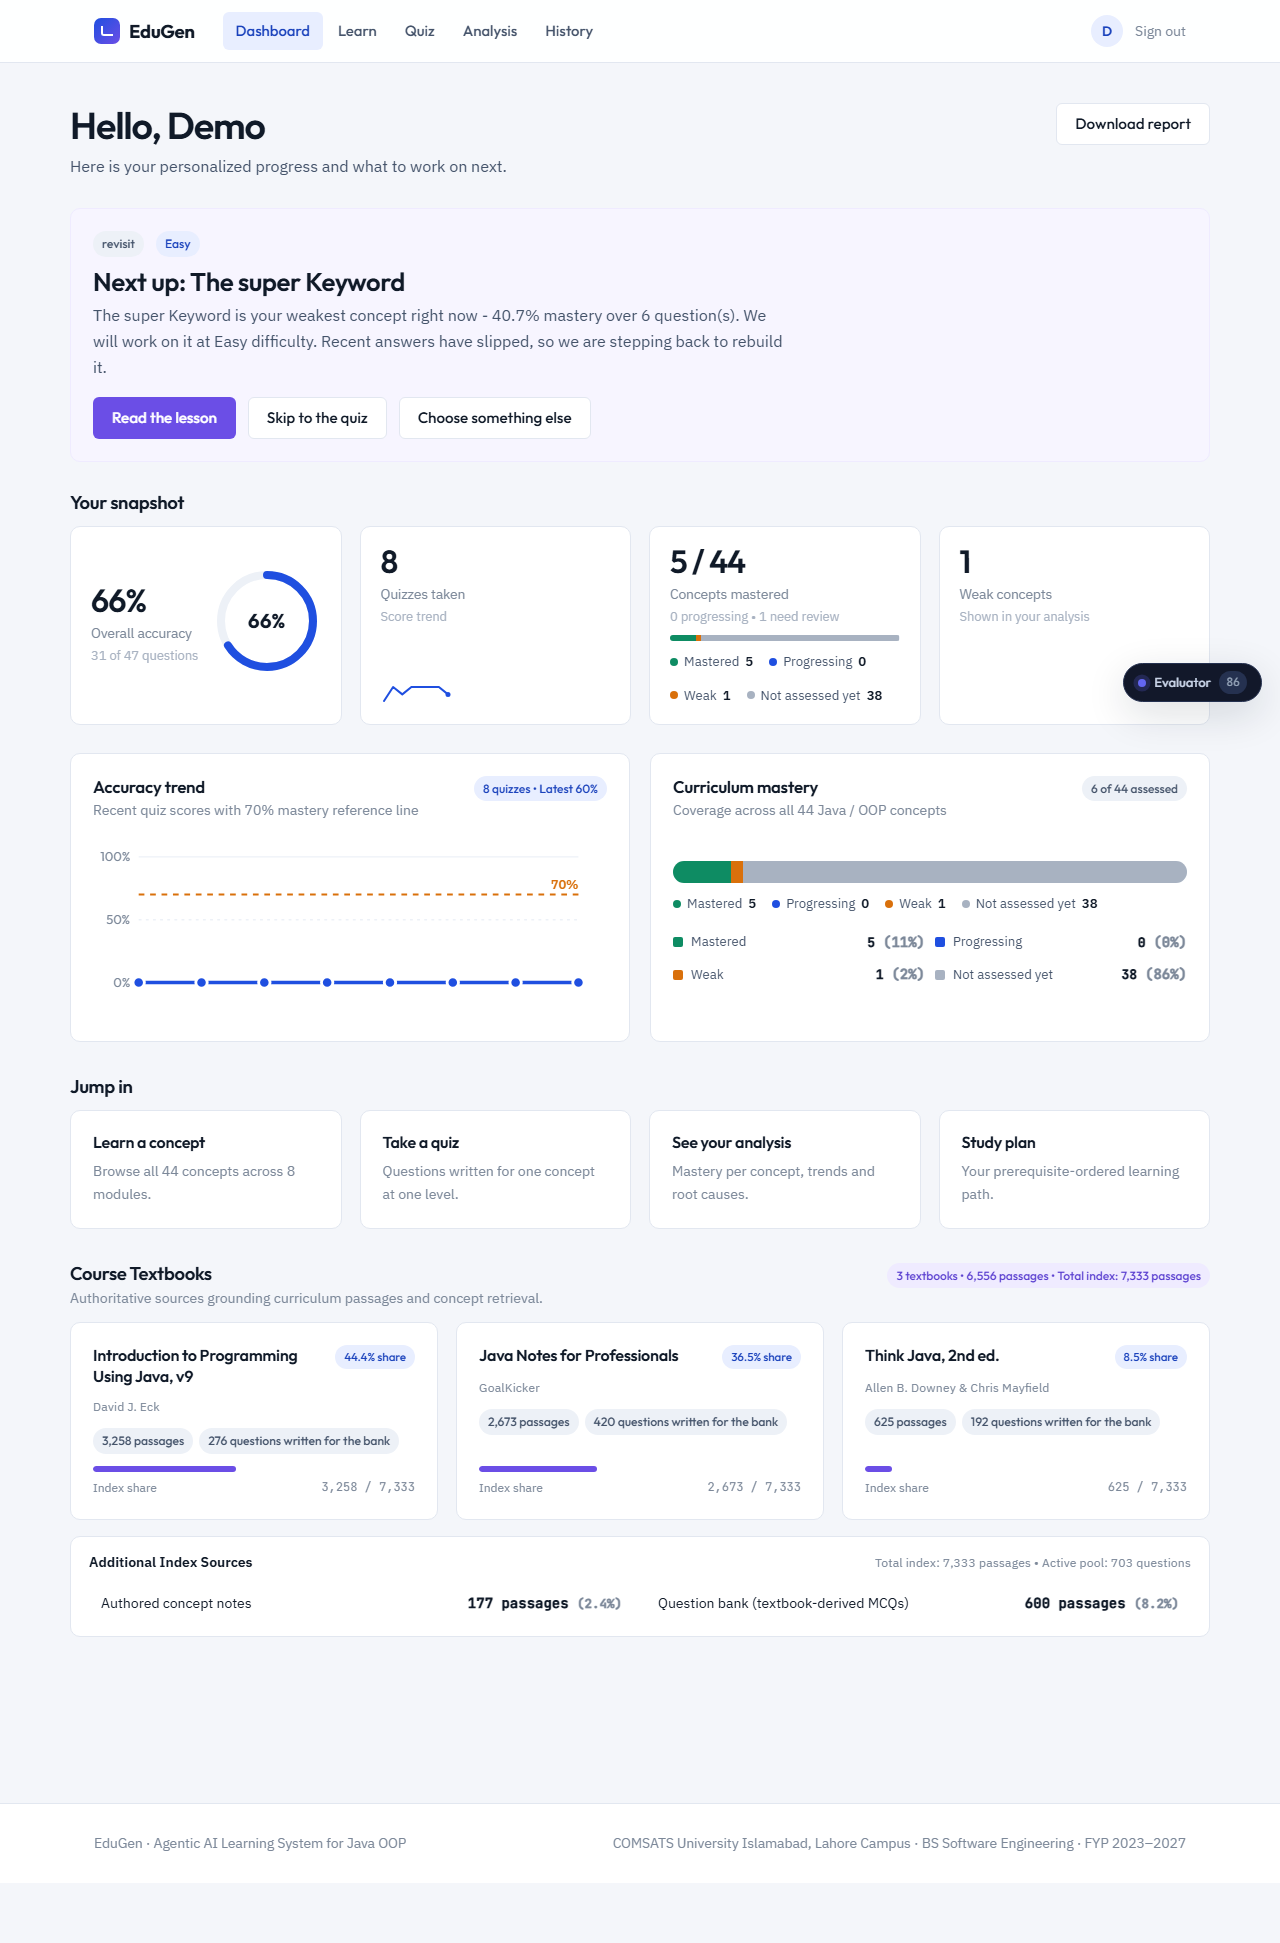 EduGen
Dashboard
Learn
Quiz
Analysis
History
D
Sign out
Hello, Demo
Download report
Here is your personalized progress and what to work on next.
revisit
Easy
Next up: The super Keyword
The super Keyword is your weakest concept right now - 40.7% mastery over 6 question(s). We
will work on it at Easy difficulty. Recent answers have slipped, so we are stepping back to rebuild
it.
Read the lesson
Skip to the quiz
Choose something else
Your snapshot
66%
Overall accuracy
31 of 47 questions
66%
8
Quizzes taken
Score trend
5 / 44
Concepts mastered
0 progressing • 1 need review
Mastered 5
Progressing 0
Weak 1
Not assessed yet 38
1
Weak concepts
Shown in your analysis
Evaluator 86
Accuracy trend
8 quizzes • Latest 60%
Recent quiz scores with 70% mastery reference line
100%
70%
50%
0%
Curriculum mastery
6 of 44 assessed
Coverage across all 44 Java / OOP concepts
Mastered 5
Progressing 0
Weak 1
Not assessed yet 38
Mastered 5 (11%)
Progressing 0 (0%)
Weak 1 (2%)
Not assessed yet 38 (86%)
Jump in
Learn a concept
Browse all 44 concepts across 8
modules.
Take a quiz
Questions written for one concept
at one level.
See your analysis
Mastery per concept, trends and
root causes.
Study plan
Your prerequisite-ordered learning
path.
Course Textbooks
3 textbooks • 6,556 passages • Total index: 7,333 passages
Authoritative sources grounding curriculum passages and concept retrieval.
Introduction to Programming
Using Java, v9
44.4% share
David J. Eck
3,258 passages
276 questions written for the bank
Index share
3,258 / 7,333
Java Notes for Professionals
36.5% share
GoalKicker
2,673 passages
420 questions written for the bank
Index share
2,673 / 7,333
Think Java, 2nd ed.
8.5% share
Allen B. Downey & Chris Mayfield
625 passages
192 questions written for the bank
Index share
625 / 7,333
Additional Index Sources
Total index: 7,333 passages • Active pool: 703 questions
Authored concept notes
177 passages (2.4%)
Question bank (textbook-derived MCQs)
600 passages (8.2%)
EduGen · Agentic AI Learning System for Java OOP
COMSATS University Islamabad, Lahore Campus · BS Software Engineering · FYP 2023–2027